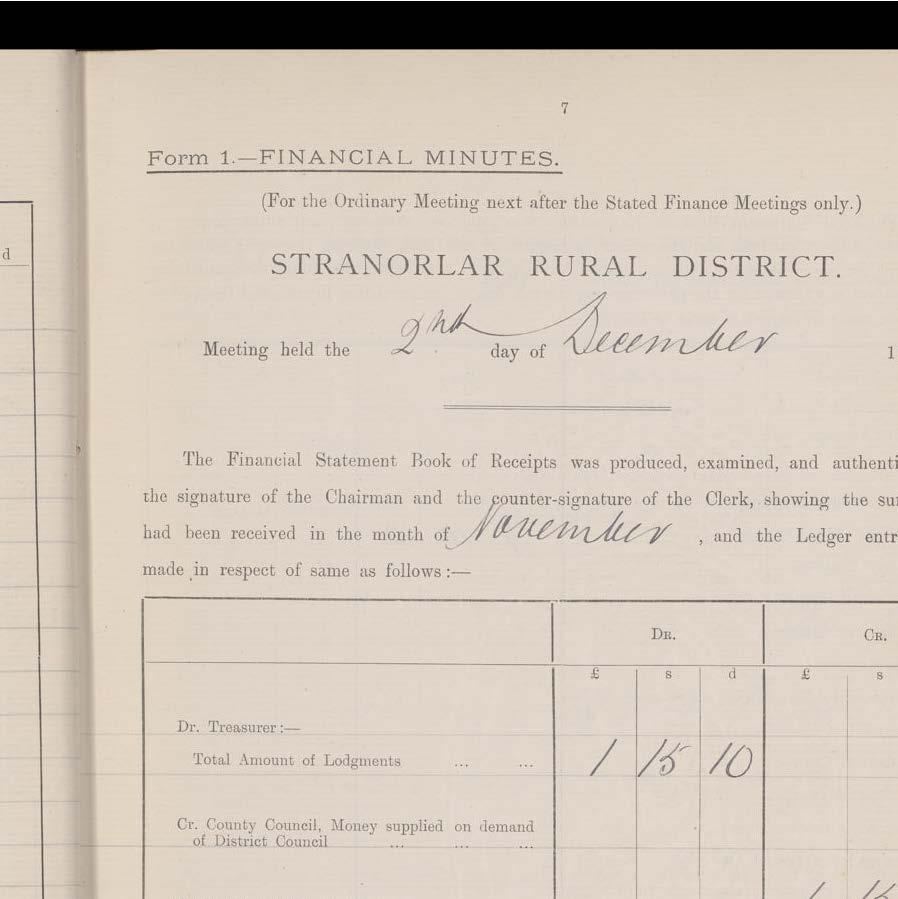 7
Form 1.—FINANCIAL MINUTES.
(For the Ordinary Meeting next after the Stated Finance Meetings only.)
STRANORLAR RURAL DISTRICT.
Meeting held the 2nd day of December 1
The Financial Statement Book of Receipts was produced, examined, and authenti
the signature of the Chairman and the counter-signature of the Clerk, showing the su
had been received in the month of November , and the Ledger entr
made in respect of same as follows :—
DR. CR.
£ s d £ s
d
Dr. Treasurer :—
Total Amount of Lodgments ... ... 1 15 10
Cr. County Council, Money supplied on demand
of District Council ... ... ...